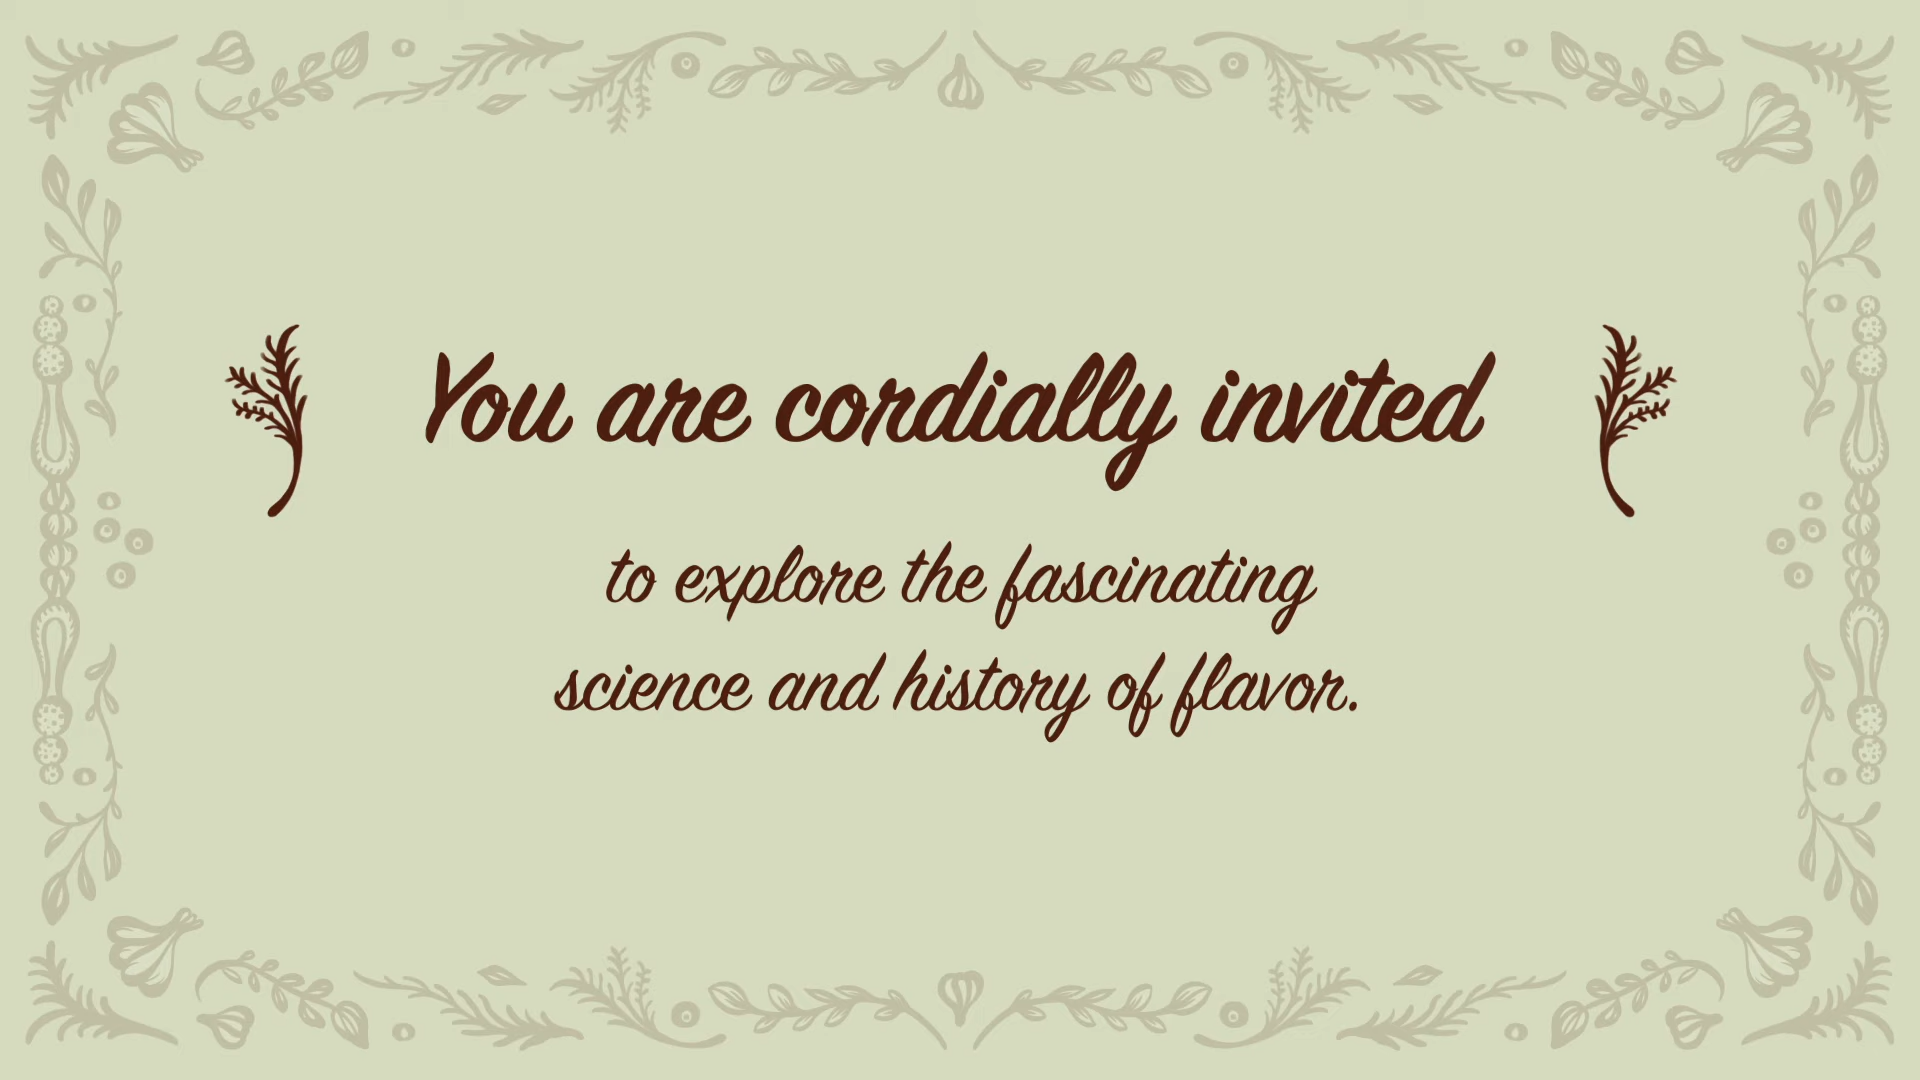 You are cordially invited
to explore the fascinating
science and history of flavor.